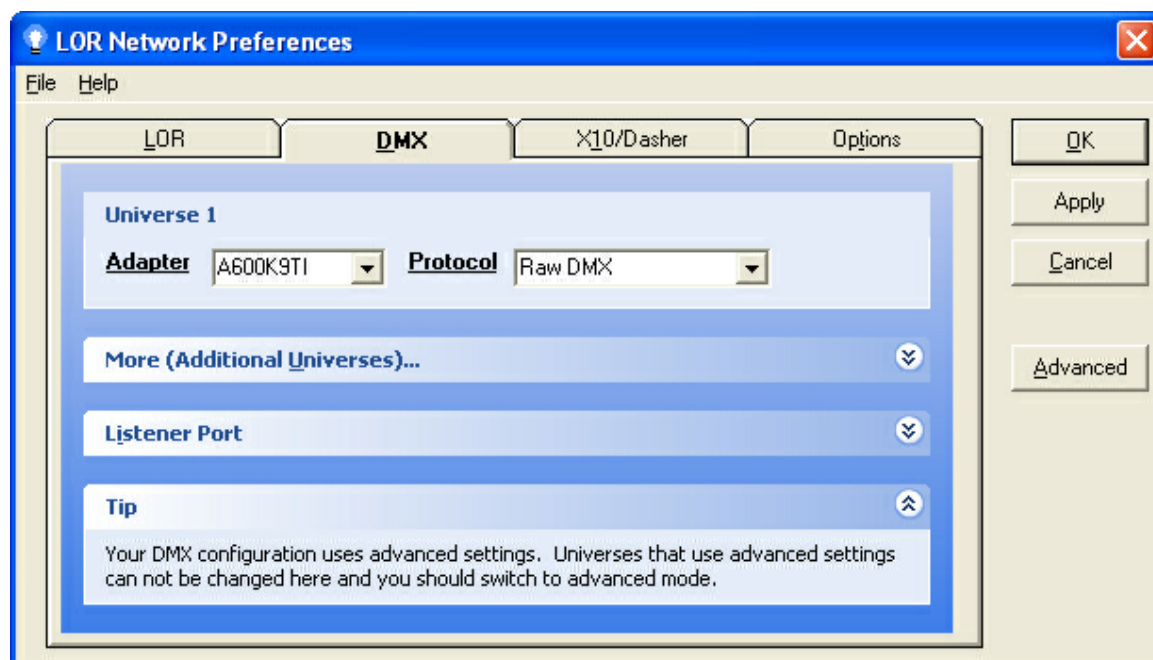 LOR Network Preferences
File Help
LOR DMX X10/Dasher Options
OK
Universe 1
Apply
Adapter A600K9TI Protocol Raw DMX
Cancel
More (Additional Universes)...
Advanced
Listener Port
Tip
Your DMX configuration uses advanced settings. Universes that use advanced settings
can not be changed here and you should switch to advanced mode.